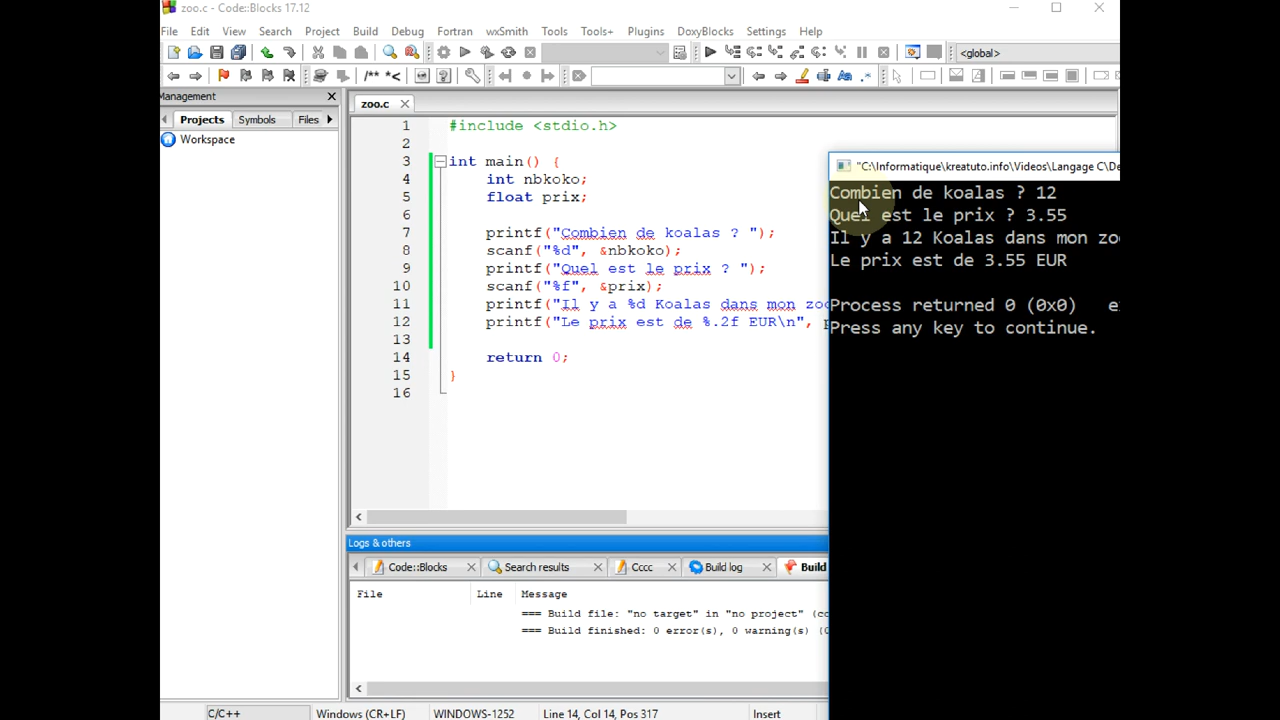 zoo.c - Code::Blocks 17.12
File Edit View Search Project Build Debug Fortran wxSmith Tools Tools+ Plugins DoxyBlocks Settings Help
<global>
/** *<
Management
Projects Symbols Files
Workspace
zoo.c
1 #include <stdio.h>
2
3 int main() {
4 int nbkoko;
5 float prix;
6
7 printf("Combien de koalas ? ");
8 scanf("%d", &nbkoko);
9 printf("Quel est le prix ? ");
10 scanf("%f", &prix);
11 printf("Il y a %d Koalas dans mon zoo
12 printf("Le prix est de %.2f EUR\n", p
13
14 return 0;
15 }
16
"C:\Informatique\kreatuto.info\Videos\Langage C\De
Combien de koalas ? 12
Quel est le prix ? 3.55
Il y a 12 Koalas dans mon zo
Le prix est de 3.55 EUR
Process returned 0 (0x0) e
Press any key to continue.
Logs & others
Code::Blocks Search results Cccc Build log Build
File Line Message
=== Build file: "no target" in "no project" (co
=== Build finished: 0 error(s), 0 warning(s) (0
C/C++ Windows (CR+LF) WINDOWS-1252 Line 14, Col 14, Pos 317 Insert